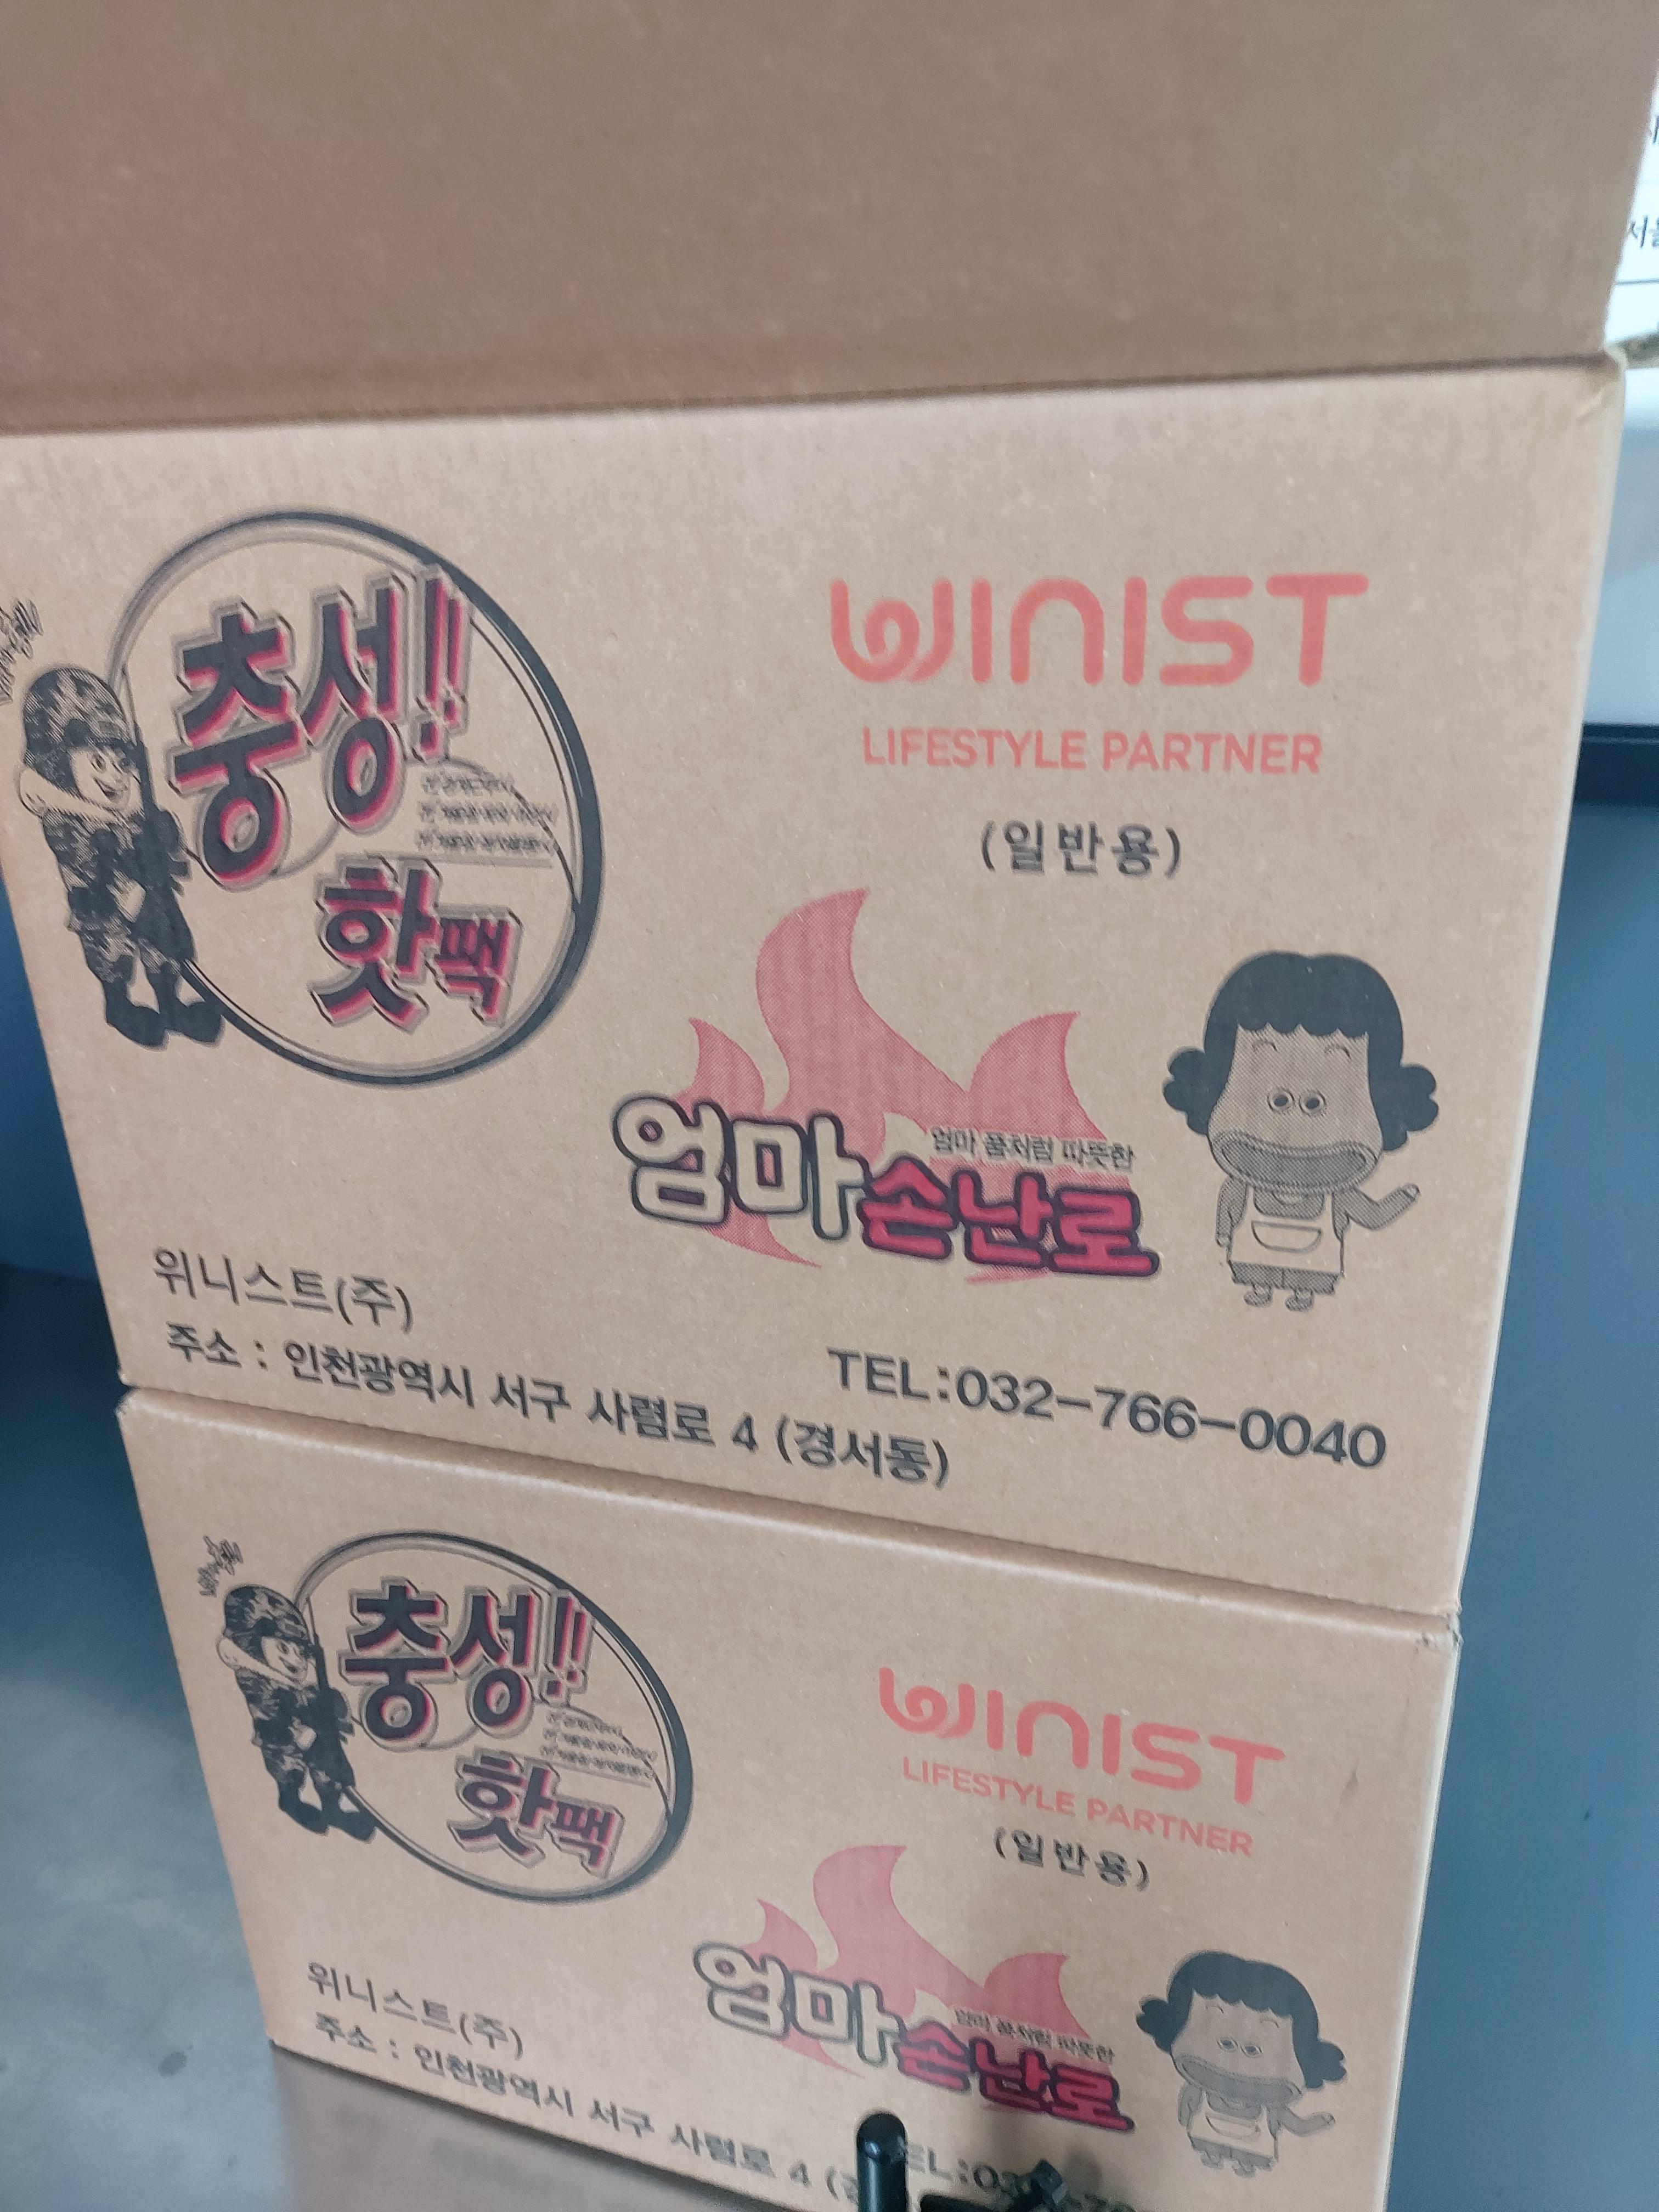 충성!!
핫팩
WINIST
LIFESTYLE PARTNER
(일반용)
엄마 품처럼 따뜻한
엄마손난로
위니스트(주)
주소 : 인천광역시 서구 사렴로 4 (경서동)
TEL:032-766-0040
충성!!
핫팩
WINIST
LIFESTYLE PARTNER
(일반용)
엄마 품처럼 따뜻한
엄마손난로
위니스트(주)
주소 : 인천광역시 서구 사렴로 4